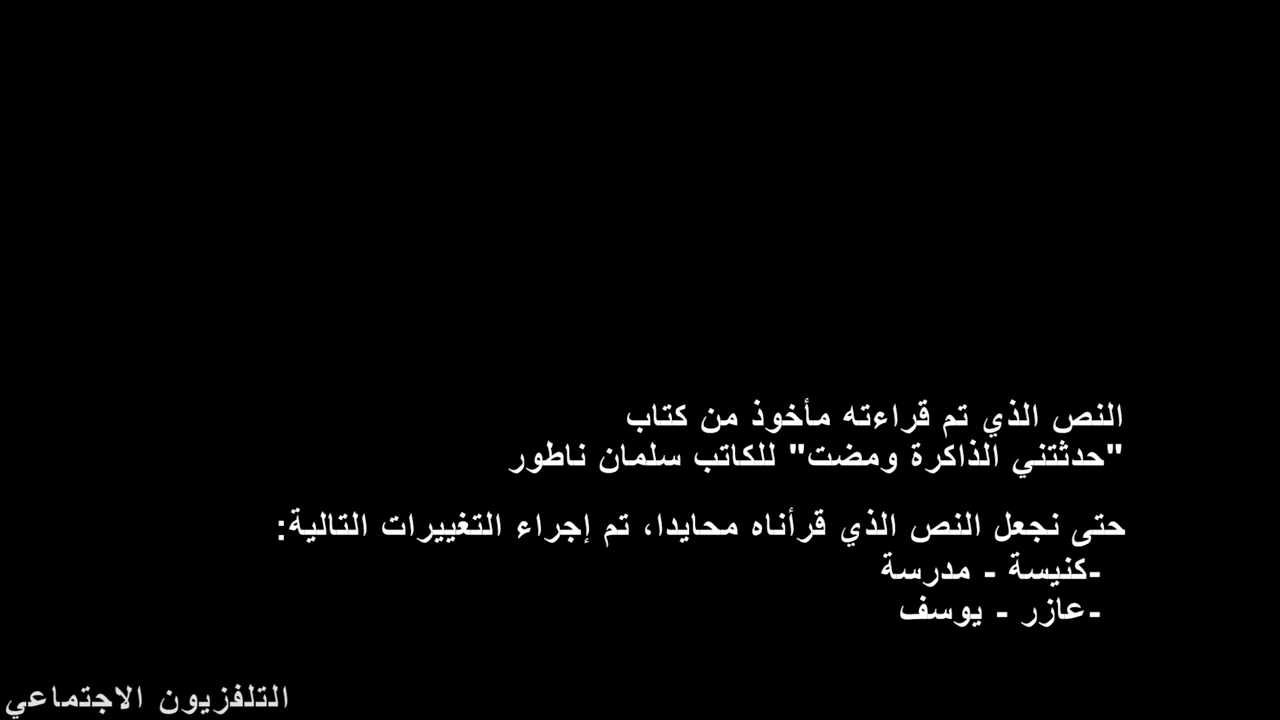 النص الذي تم قراءته مأخوذ من كتاب
"حدثتني الذاكرة ومضت" للكاتب سلمان ناطور
حتى نجعل النص الذي قرأناه محايدا، تم إجراء التغييرات التالية:
-كنيسة - مدرسة
-عازر - يوسف
التلفزيون الاجتماعي